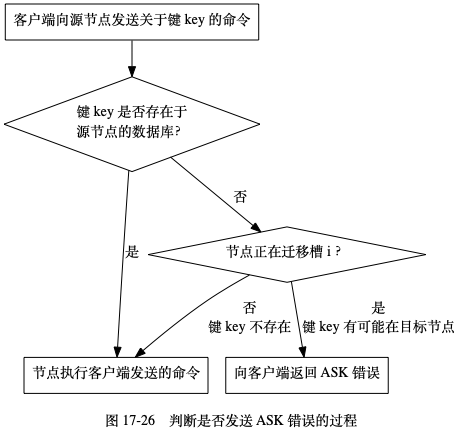 客户端向源节点发送关于键 key 的命令
键 key 是否存在于
源节点的数据库?
否
是
节点正在迁移槽 i ?
否
键 key 不存在
是
键 key 有可能在目标节点
节点执行客户端发送的命令
向客户端返回 ASK 错误
图 17-26 判断是否发送 ASK 错误的过程